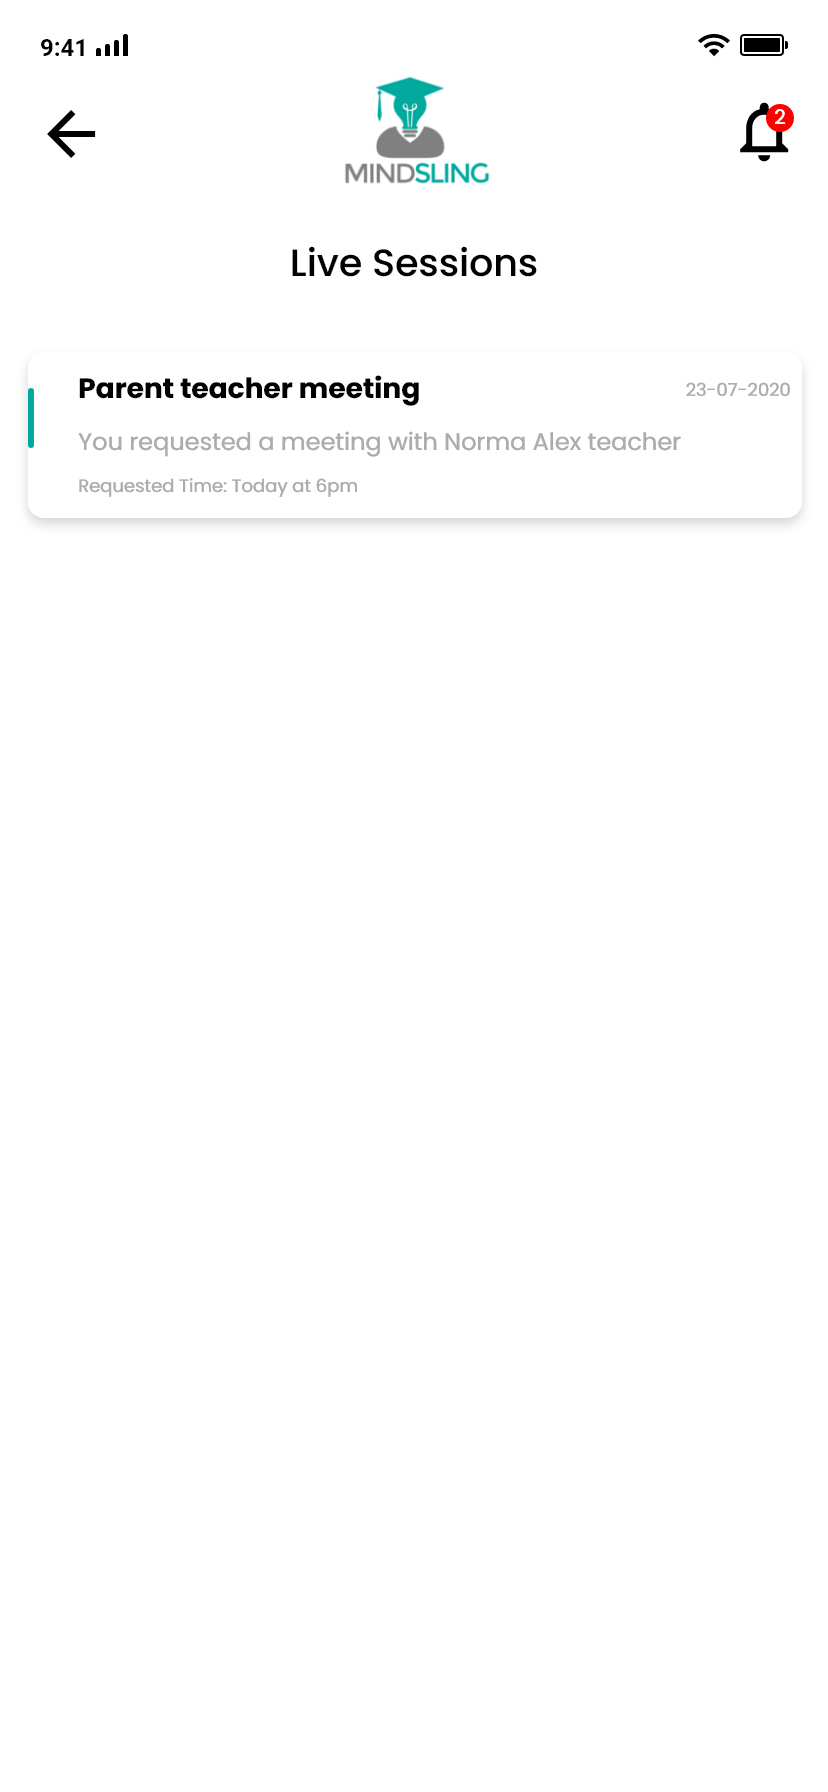 9:41
2
MINDSLING
Live Sessions
Parent teacher meeting
23-07-2020
You requested a meeting with Norma Alex teacher
Requested Time: Today at 6pm